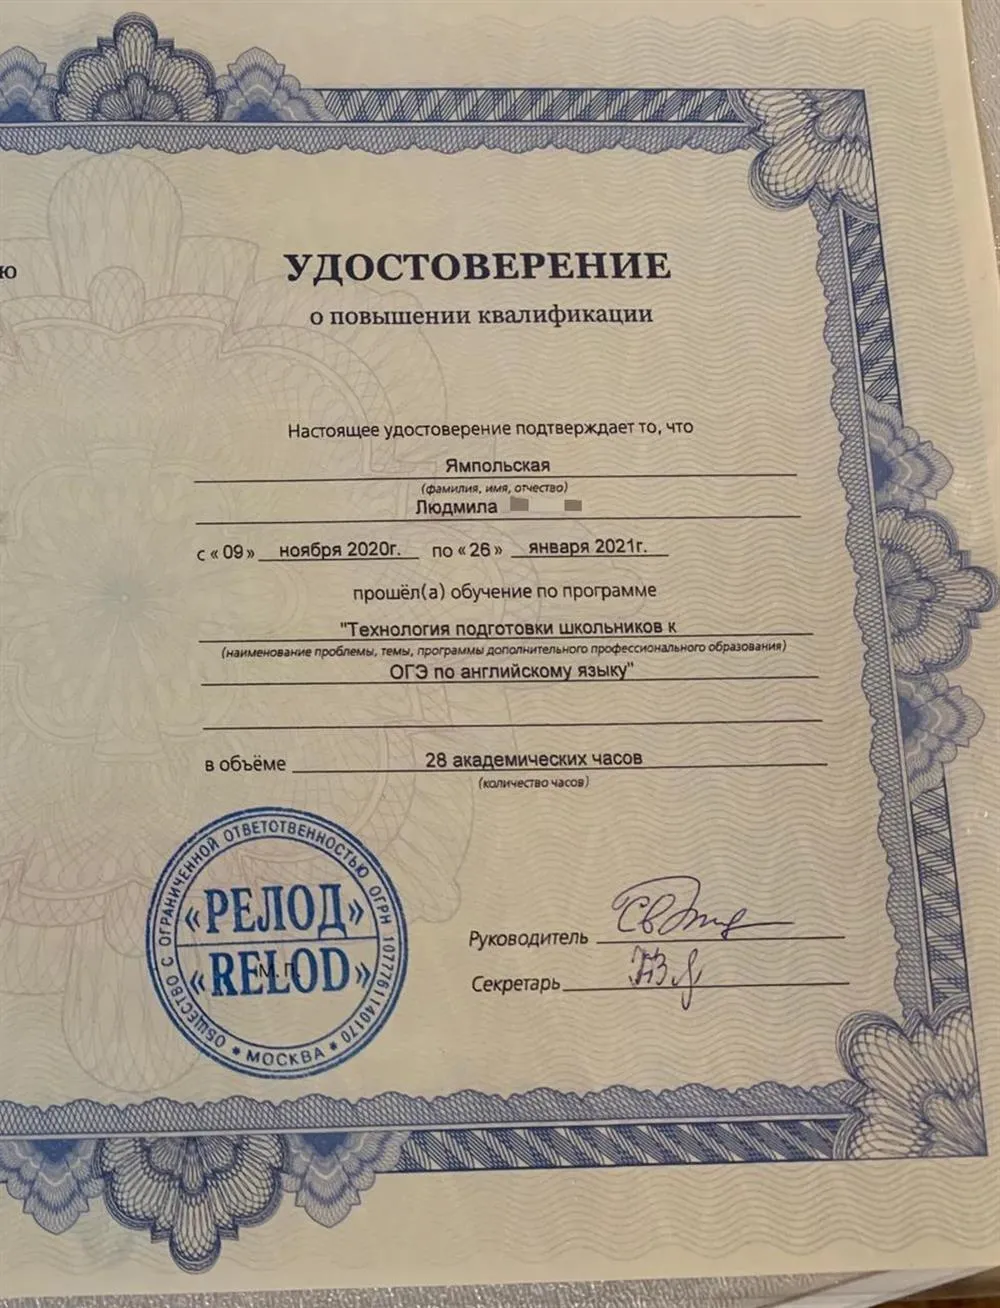 ю
УДОСТОВЕРЕНИЕ
о повышении квалификации
Настоящее удостоверение подтверждает то, что
Ямпольская
(фамилия, имя, отчество)
Людмила
с « 09 » ноября 2020г. по « 26 » января 2021г.
прошёл(а) обучение по программе
"Технология подготовки школьников к
(наименование проблемы, темы, программы дополнительного профессионального образования)
ОГЭ по английскому языку"
в объёме 28 академических часов
(количество часов)
ОБЩЕСТВО С ОГРАНИЧЕННОЙ ОТВЕТСТВЕННОСТЬЮ ОГРН 1077761140170
«РЕЛОД»
«RELOD»
М.П.
* МОСКВА *
Руководитель
Секретарь